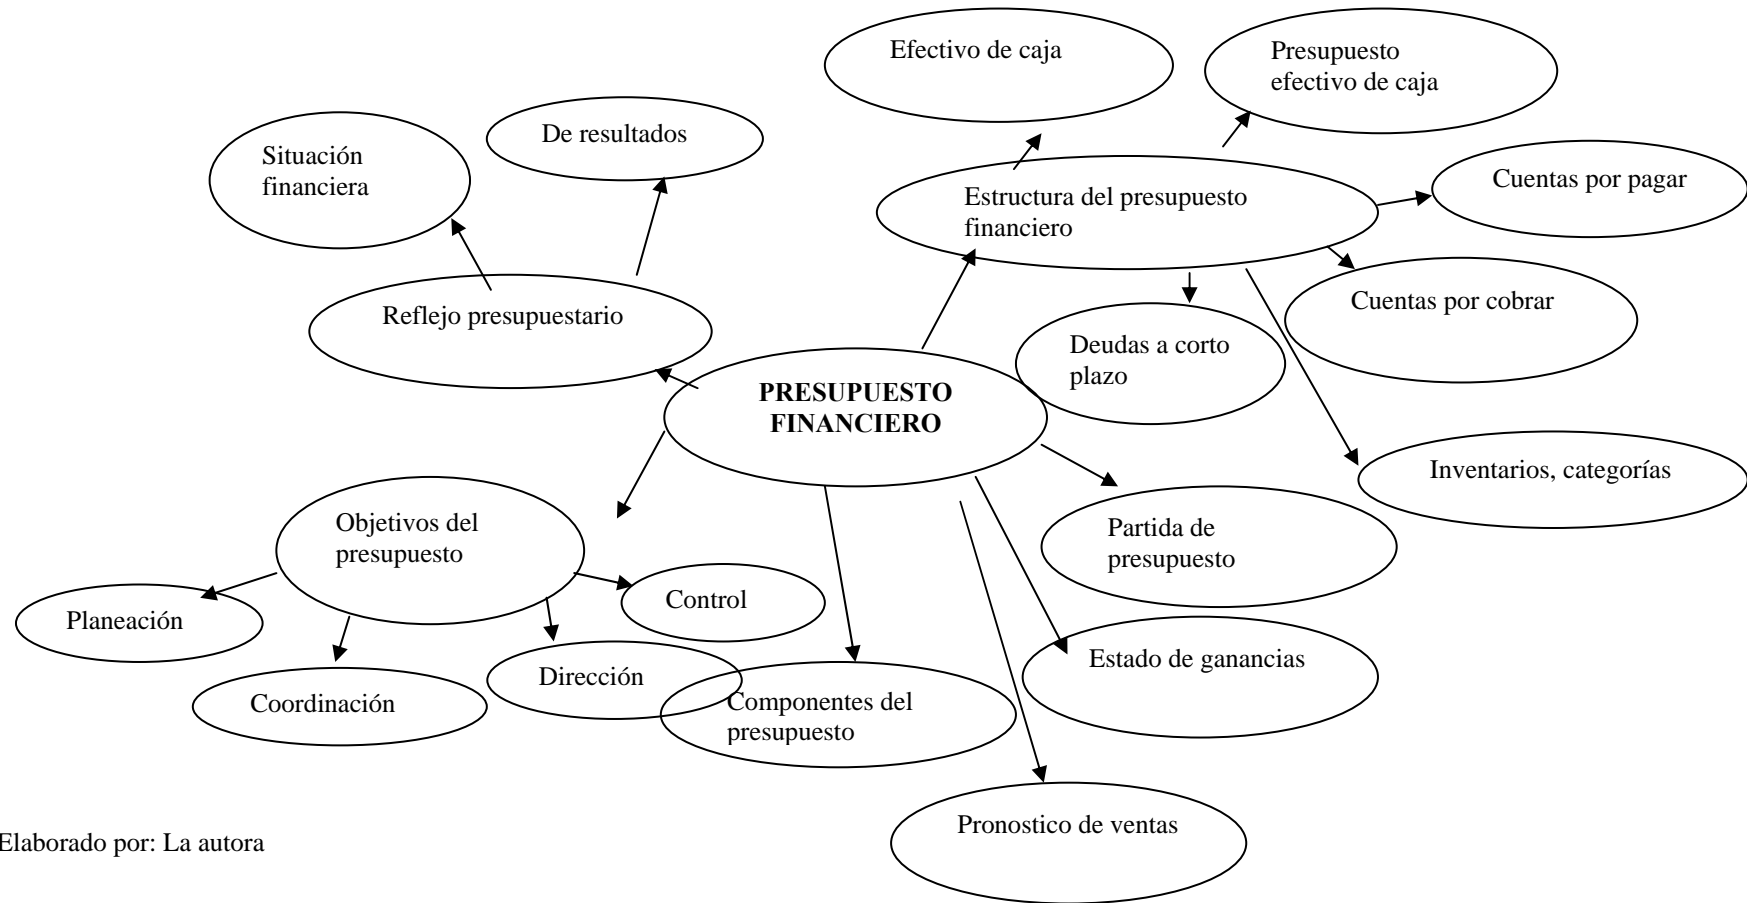 Efectivo de caja
Presupuesto
efectivo de caja
De resultados
Situación
financiera
Cuentas por pagar
Estructura del presupuesto
financiero
Cuentas por cobrar
Reflejo presupuestario
Deudas a corto
plazo
PRESUPUESTO
FINANCIERO
Inventarios, categorías
Objetivos del
presupuesto
Partida de
presupuesto
Control
Planeación
Estado de ganancias
Dirección
Coordinación
Componentes del
presupuesto
Pronostico de ventas
Elaborado por: La autora